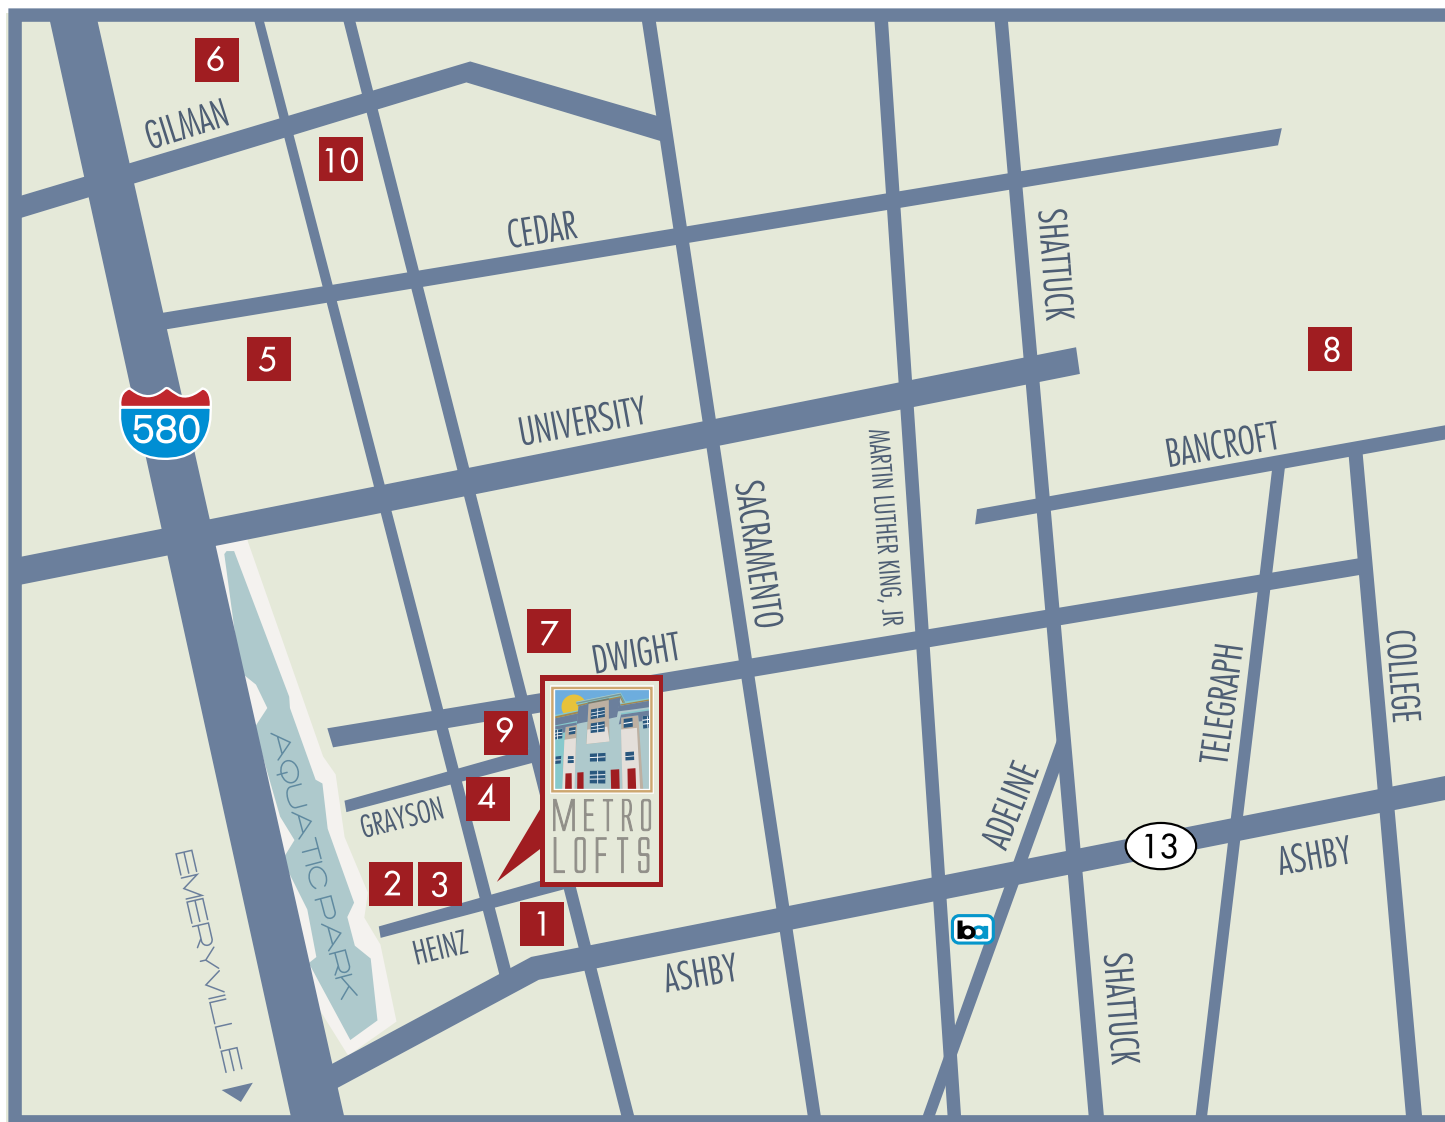 6
GILMAN
10
CEDAR
SHATTUCK
5
8
580
UNIVERSITY
BANCROFT
MARTIN LUTHER KING, JR
SACRAMENTO
7
DWIGHT
COLLEGE
TELEGRAPH
9
METRO
LOFTS
4
GRAYSON
AQUATIC PARK
ADELINE
13
ASHBY
2
3
1
HEINZ
ba
EMERYVILLE
ASHBY
SHATTUCK